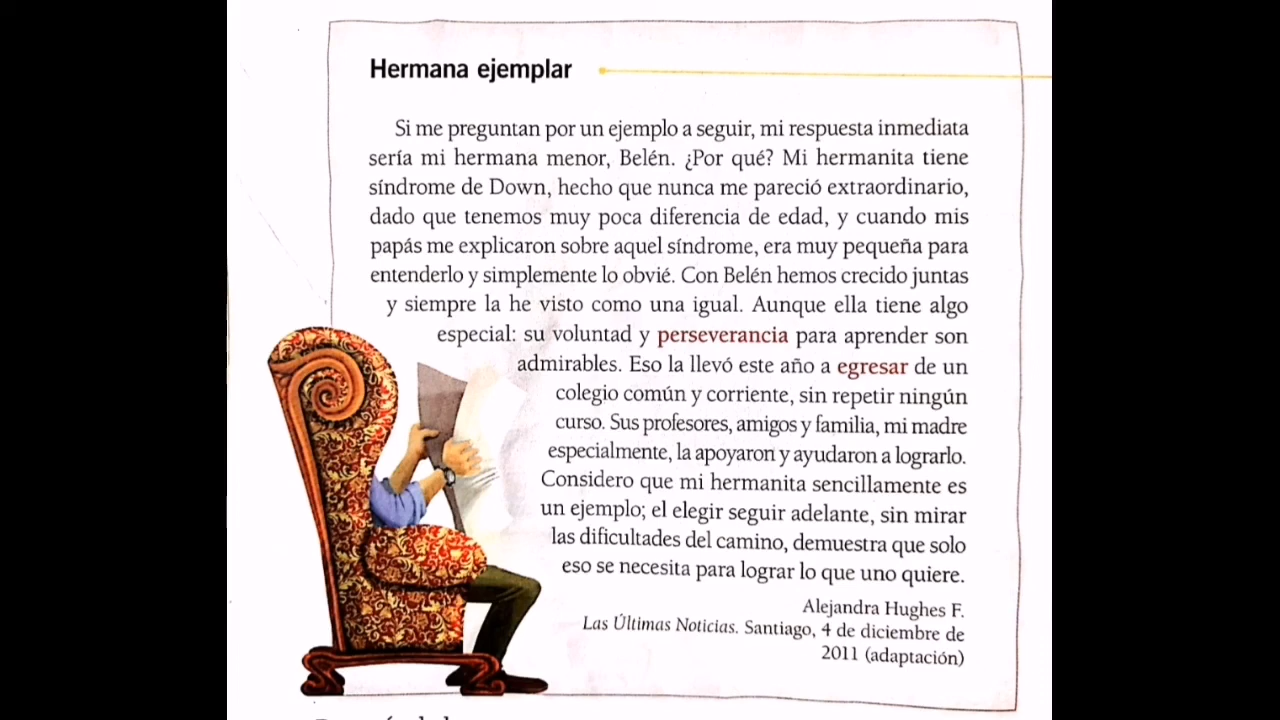 Hermana ejemplar
Si me preguntan por un ejemplo a seguir, mi respuesta inmediata
sería mi hermana menor, Belén. ¿Por qué? Mi hermanita tiene
síndrome de Down, hecho que nunca me pareció extraordinario,
dado que tenemos muy poca diferencia de edad, y cuando mis
papás me explicaron sobre aquel síndrome, era muy pequeña para
entenderlo y simplemente lo obvié. Con Belén hemos crecido juntas
y siempre la he visto como una igual. Aunque ella tiene algo
especial: su voluntad y perseverancia para aprender son
admirables. Eso la llevó este año a egresar de un
colegio común y corriente, sin repetir ningún
curso. Sus profesores, amigos y familia, mi madre
especialmente, la apoyaron y ayudaron a lograrlo.
Considero que mi hermanita sencillamente es
un ejemplo; el elegir seguir adelante, sin mirar
las dificultades del camino, demuestra que solo
eso se necesita para lograr lo que uno quiere.
Alejandra Hughes F.
Las Últimas Noticias. Santiago, 4 de diciembre de
2011 (adaptación)